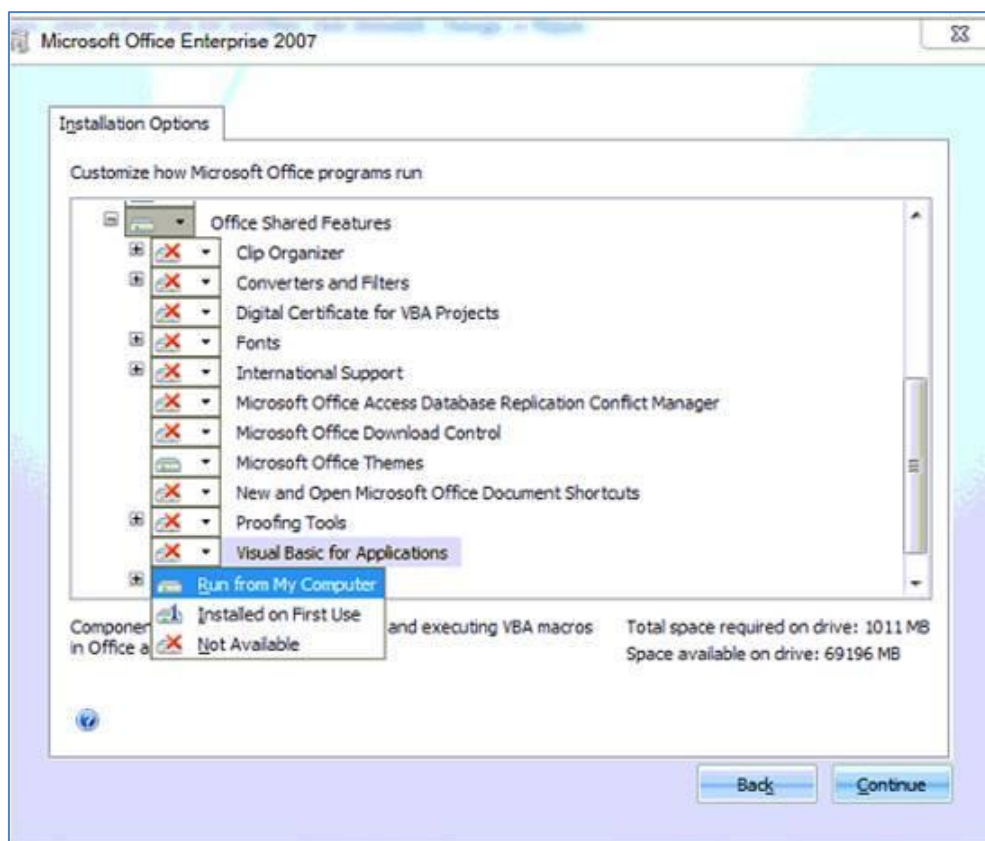 Microsoft Office Enterprise 2007
Installation Options
Customize how Microsoft Office programs run
Office Shared Features
Clip Organizer
Converters and Filters
Digital Certificate for VBA Projects
Fonts
International Support
Microsoft Office Access Database Replication Conflict Manager
Microsoft Office Download Control
Microsoft Office Themes
New and Open Microsoft Office Document Shortcuts
Proofing Tools
Visual Basic for Applications
Run from My Computer
Installed on First Use
Not Available
Componen and executing VBA macros
in Office a
Total space required on drive: 1011 MB
Space available on drive: 69196 MB
Back
Continue